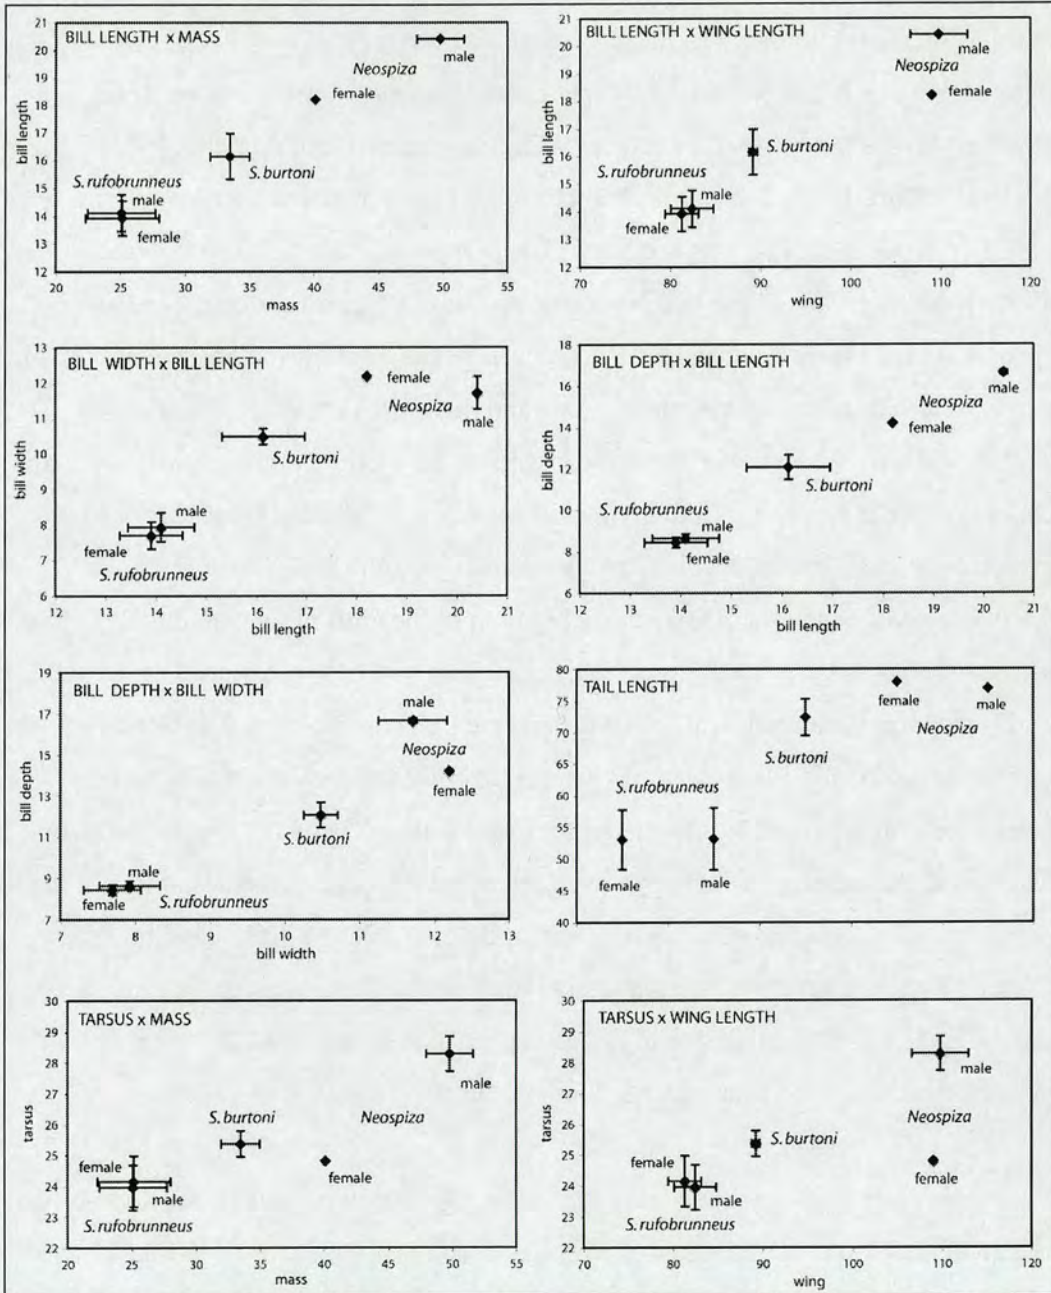 BILL LENGTH x MASS
bill length
21
20
19
18
17
16
15
14
13
12
male
Neospiza
female
S. burtoni
S. rufobrunneus
male
female
20 25 30 35 40 45 50 55
mass
BILL LENGTH x WING LENGTH
bill length
21
20
19
18
17
16
15
14
13
12
male
Neospiza
female
S. burtoni
S. rufobrunneus
male
female
70 80 90 100 110 120
wing
BILL WIDTH x BILL LENGTH
bill width
13
12
11
10
9
8
7
6
female
Neospiza
male
S. burtoni
male
female
S. rufobrunneus
12 13 14 15 16 17 18 19 20 21
bill length
BILL DEPTH x BILL LENGTH
bill depth
18
16
14
12
10
8
6
male
Neospiza
female
S. burtoni
S. rufobrunneus
male
female
12 13 14 15 16 17 18 19 20 21
bill length
BILL DEPTH x BILL WIDTH
bill depth
19
17
15
13
11
9
7
male
Neospiza
female
S. burtoni
male
female
S. rufobrunneus
7 8 9 10 11 12 13
bill width
TAIL LENGTH
80
75
70
65
60
55
50
45
40
female
male
Neospiza
S. burtoni
S. rufobrunneus
female
male
TARSUS x MASS
tarsus
30
29
28
27
26
25
24
23
22
male
Neospiza
S. burtoni
female
female
male
S. rufobrunneus
20 25 30 35 40 45 50 55
mass
TARSUS x WING LENGTH
tarsus
30
29
28
27
26
25
24
23
22
male
Neospiza
S. burtoni
female
female
male
S. rufobrunneus
70 80 90 100 110 120
wing